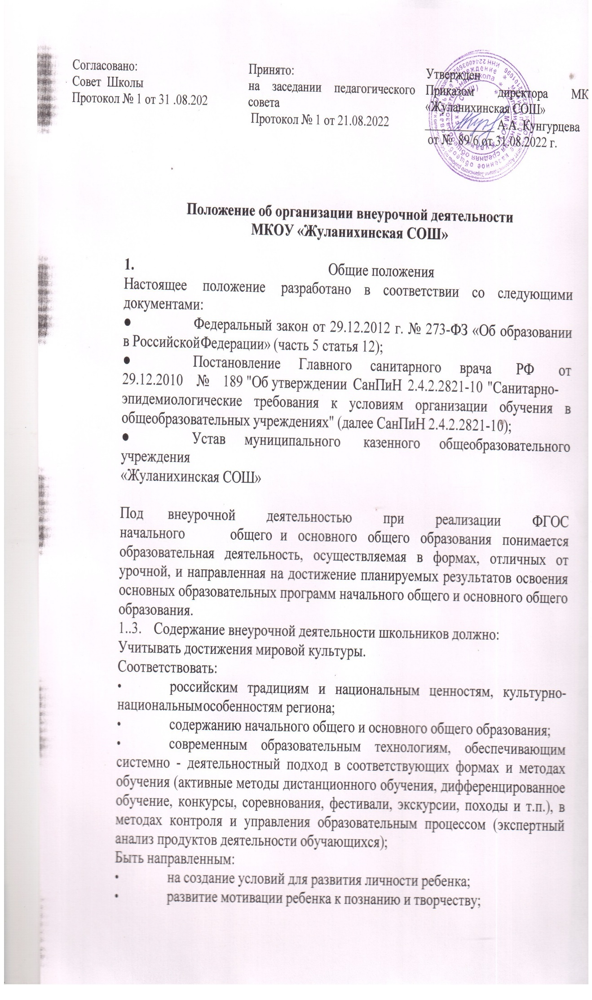 Согласовано:
Совет Школы
Протокол № 1 от 31 .08.202
Принято:
на заседании педагогического
совета
Протокол № 1 от 21.08.2022
Утвержден
Приказом директора МК
«Жуланихинская СОШ»
____________ А.А. Кунгурцева
от № 89/6 от 31.08.2022 г.
Положение об организации внеурочной деятельности
МКОУ «Жуланихинская СОШ»
1. Общие положения
Настоящее положение разработано в соответствии со следующими
документами:
● Федеральный закон от 29.12.2012 г. № 273-ФЗ «Об образовании
в РоссийскойФедерации» (часть 5 статья 12);
● Постановление Главного санитарного врача РФ от
29.12.2010 № 189 "Об утверждении СанПиН 2.4.2.2821-10 "Санитарно-
эпидемиологические требования к условиям организации обучения в
общеобразовательных учреждениях" (далее СанПиН 2.4.2.2821-10);
● Устав муниципального казенного общеобразовательного
учреждения
«Жуланихинская СОШ»
Под внеурочной деятельностью при реализации ФГОС
начального общего и основного общего образования понимается
образовательная деятельность, осуществляемая в формах, отличных от
урочной, и направленная на достижение планируемых результатов освоения
основных образовательных программ начального общего и основного общего
образования.
1..3. Содержание внеурочной деятельности школьников должно:
Учитывать достижения мировой культуры.
Соответствовать:
• российским традициям и национальным ценностям, культурно-
национальнымособенностям региона;
• содержанию начального общего и основного общего образования;
• современным образовательным технологиям, обеспечивающим
системно - деятельностный подход в соответствующих формах и методах
обучения (активные методы дистанционного обучения, дифференцированное
обучение, конкурсы, соревнования, фестивали, экскурсии, походы и т.п.), в
методах контроля и управления образовательным процессом (экспертный
анализ продуктов деятельности обучающихся);
Быть направленным:
• на создание условий для развития личности ребенка;
• развитие мотивации ребенка к познанию и творчеству;